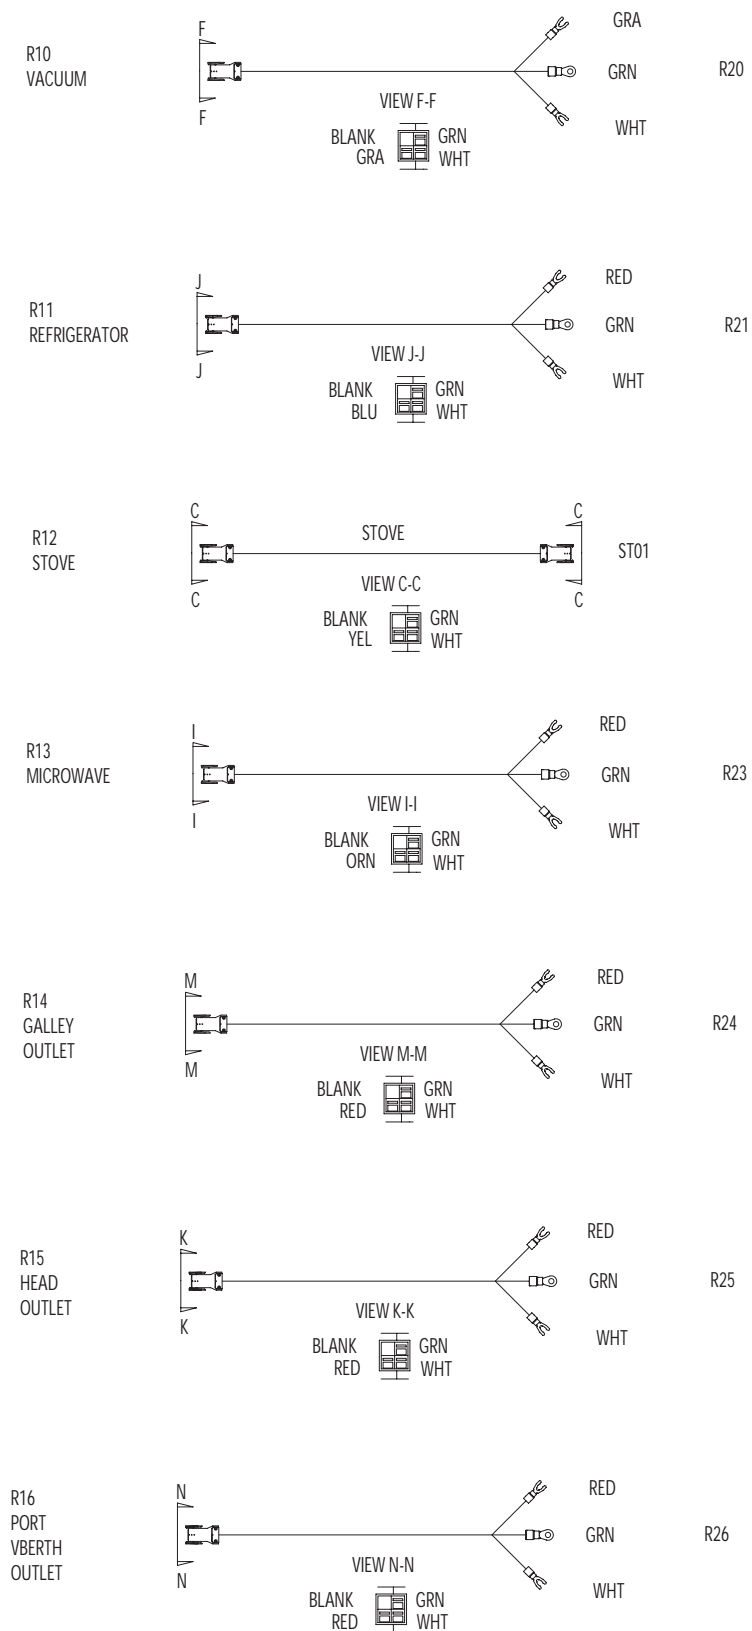 F
GRA
R10
VACUUM
GRN
R20
VIEW F-F
F
WHT
BLANK
GRN
GRA
WHT
J
RED
R11
REFRIGERATOR
GRN
R21
VIEW J-J
J
WHT
BLANK
GRN
BLU
WHT
C
C
STOVE
R12
STOVE
ST01
VIEW C-C
C
C
BLANK
GRN
YEL
WHT
I
RED
R13
MICROWAVE
GRN
R23
VIEW I-I
I
WHT
BLANK
GRN
ORN
WHT
M
RED
R14
GALLEY
OUTLET
GRN
R24
VIEW M-M
M
WHT
BLANK
GRN
RED
WHT
K
RED
R15
HEAD
OUTLET
GRN
R25
VIEW K-K
K
WHT
BLANK
GRN
RED
WHT
N
RED
R16
PORT
VBERTH
OUTLET
GRN
R26
VIEW N-N
N
WHT
BLANK
GRN
RED
WHT